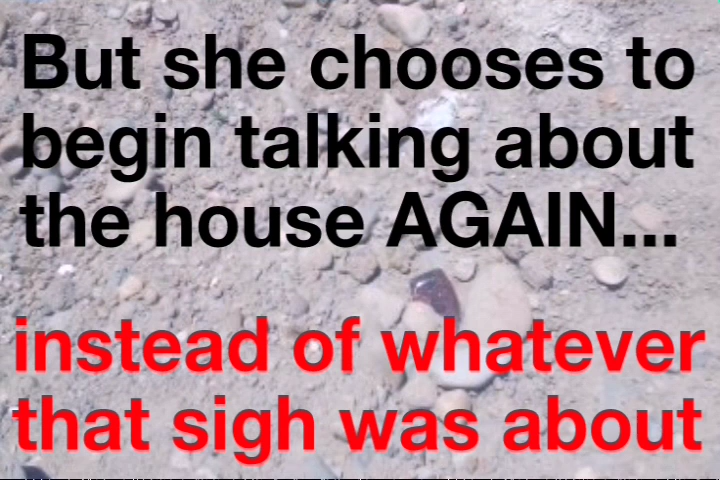 But she chooses to
begin talking about
the house AGAIN...
instead of whatever
that sigh was about